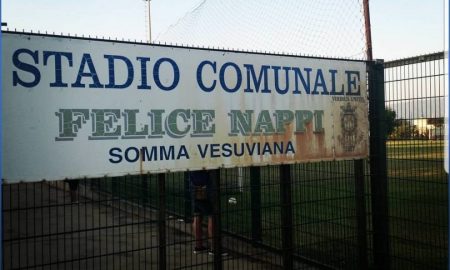 STADIO COMUNALE
FELICE NAPPI
SOMMA VESUVIANA